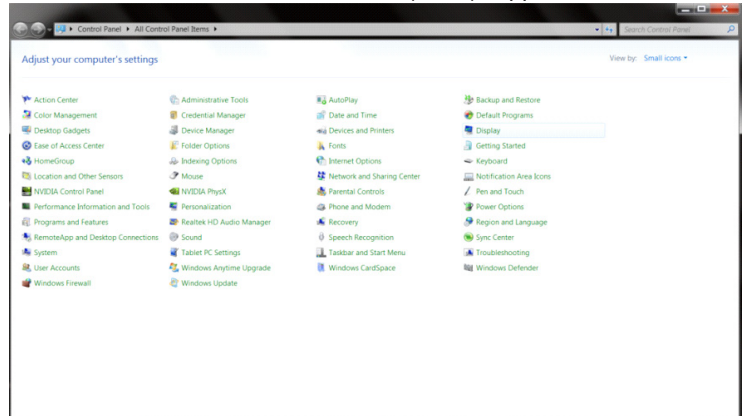 Control Panel ▸ All Control Panel Items ▸
Search Control Panel
Adjust your computer's settings
View by: Small icons
Action Center
Administrative Tools
AutoPlay
Backup and Restore
Color Management
Credential Manager
Date and Time
Default Programs
Desktop Gadgets
Device Manager
Devices and Printers
Display
Ease of Access Center
Folder Options
Fonts
Getting Started
HomeGroup
Indexing Options
Internet Options
Keyboard
Location and Other Sensors
Mouse
Network and Sharing Center
Notification Area Icons
NVIDIA Control Panel
NVIDIA PhysX
Parental Controls
Pen and Touch
Performance Information and Tools
Personalization
Phone and Modem
Power Options
Programs and Features
Realtek HD Audio Manager
Recovery
Region and Language
RemoteApp and Desktop Connections
Sound
Speech Recognition
Sync Center
System
Tablet PC Settings
Taskbar and Start Menu
Troubleshooting
User Accounts
Windows Anytime Upgrade
Windows CardSpace
Windows Defender
Windows Firewall
Windows Update